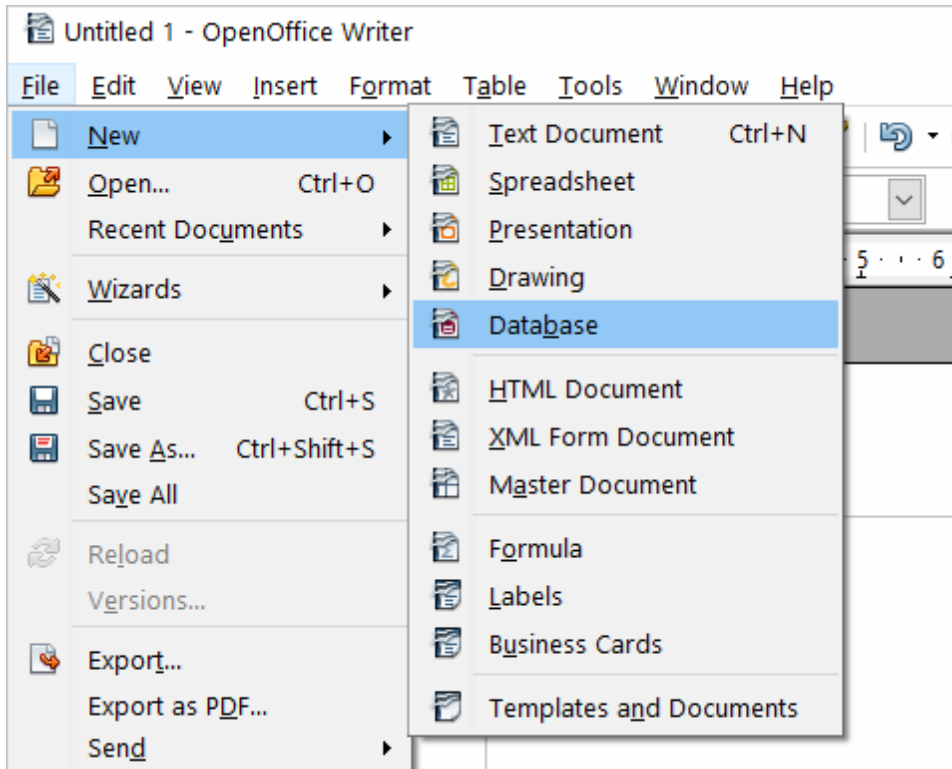 Untitled 1 - OpenOffice Writer
File Edit View Insert Format Table Tools Window Help
New
Open... Ctrl+O
Recent Documents
Wizards
Close
Save Ctrl+S
Save As... Ctrl+Shift+S
Save All
Reload
Versions...
Export...
Export as PDF...
Send
Text Document Ctrl+N
Spreadsheet
Presentation
Drawing
Database
HTML Document
XML Form Document
Master Document
Formula
Labels
Business Cards
Templates and Documents
5 6